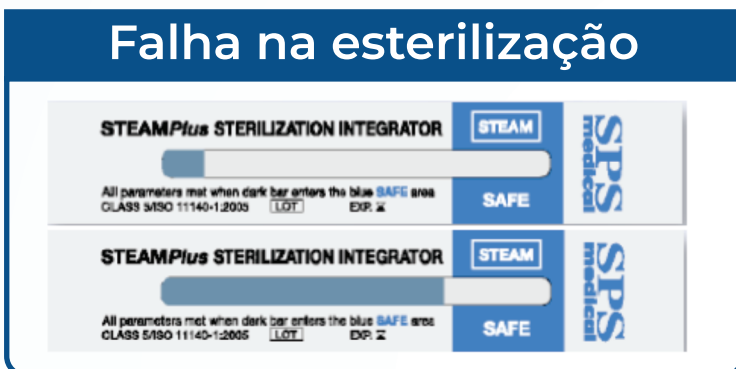 Falha na esterilização
STEAMPlus STERILIZATION INTEGRATOR
STEAM
All parameters met when dark bar enters the blue SAFE area
CLASS 5/ISO 11140-1:2005 LOT EXP.
SAFE
SPS medical
STEAMPlus STERILIZATION INTEGRATOR
STEAM
All parameters met when dark bar enters the blue SAFE area
CLASS 5/ISO 11140-1:2005 LOT EXP.
SAFE
SPS medical